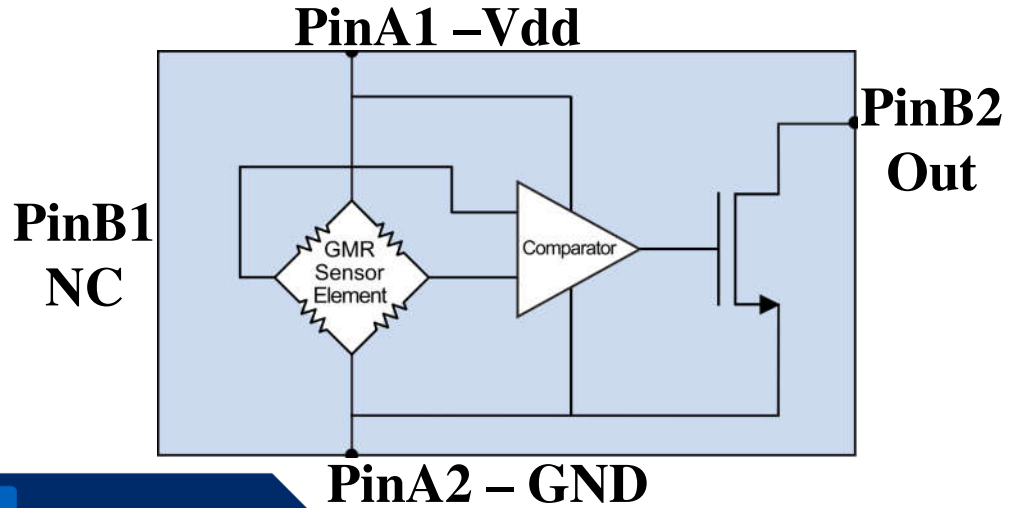 PinA1 –Vdd
PinB2
Out
PinB1
NC
GMR
Sensor
Element
Comparator
PinA2 – GND